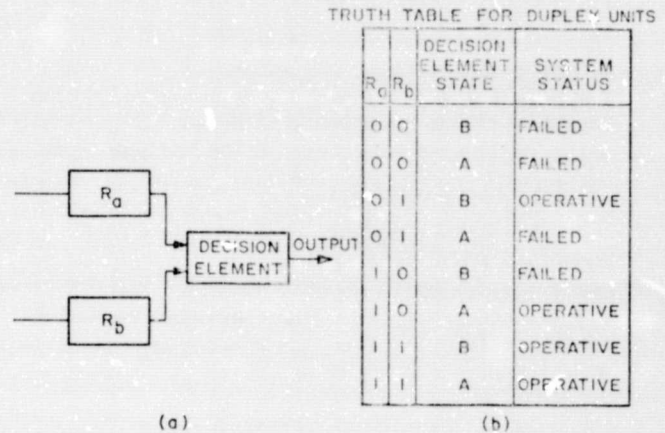 TRUTH TABLE FOR DUPLEX UNITS
Ra Rb DECISION ELEMENT STATE SYSTEM STATUS
0 0 B FAILED
0 0 A FAILED
0 1 B OPERATIVE
0 1 A FAILED
1 0 B FAILED
1 0 A OPERATIVE
1 1 B OPERATIVE
1 1 A OPERATIVE
Ra
Rb
DECISION
ELEMENT
OUTPUT
(a)
(b)